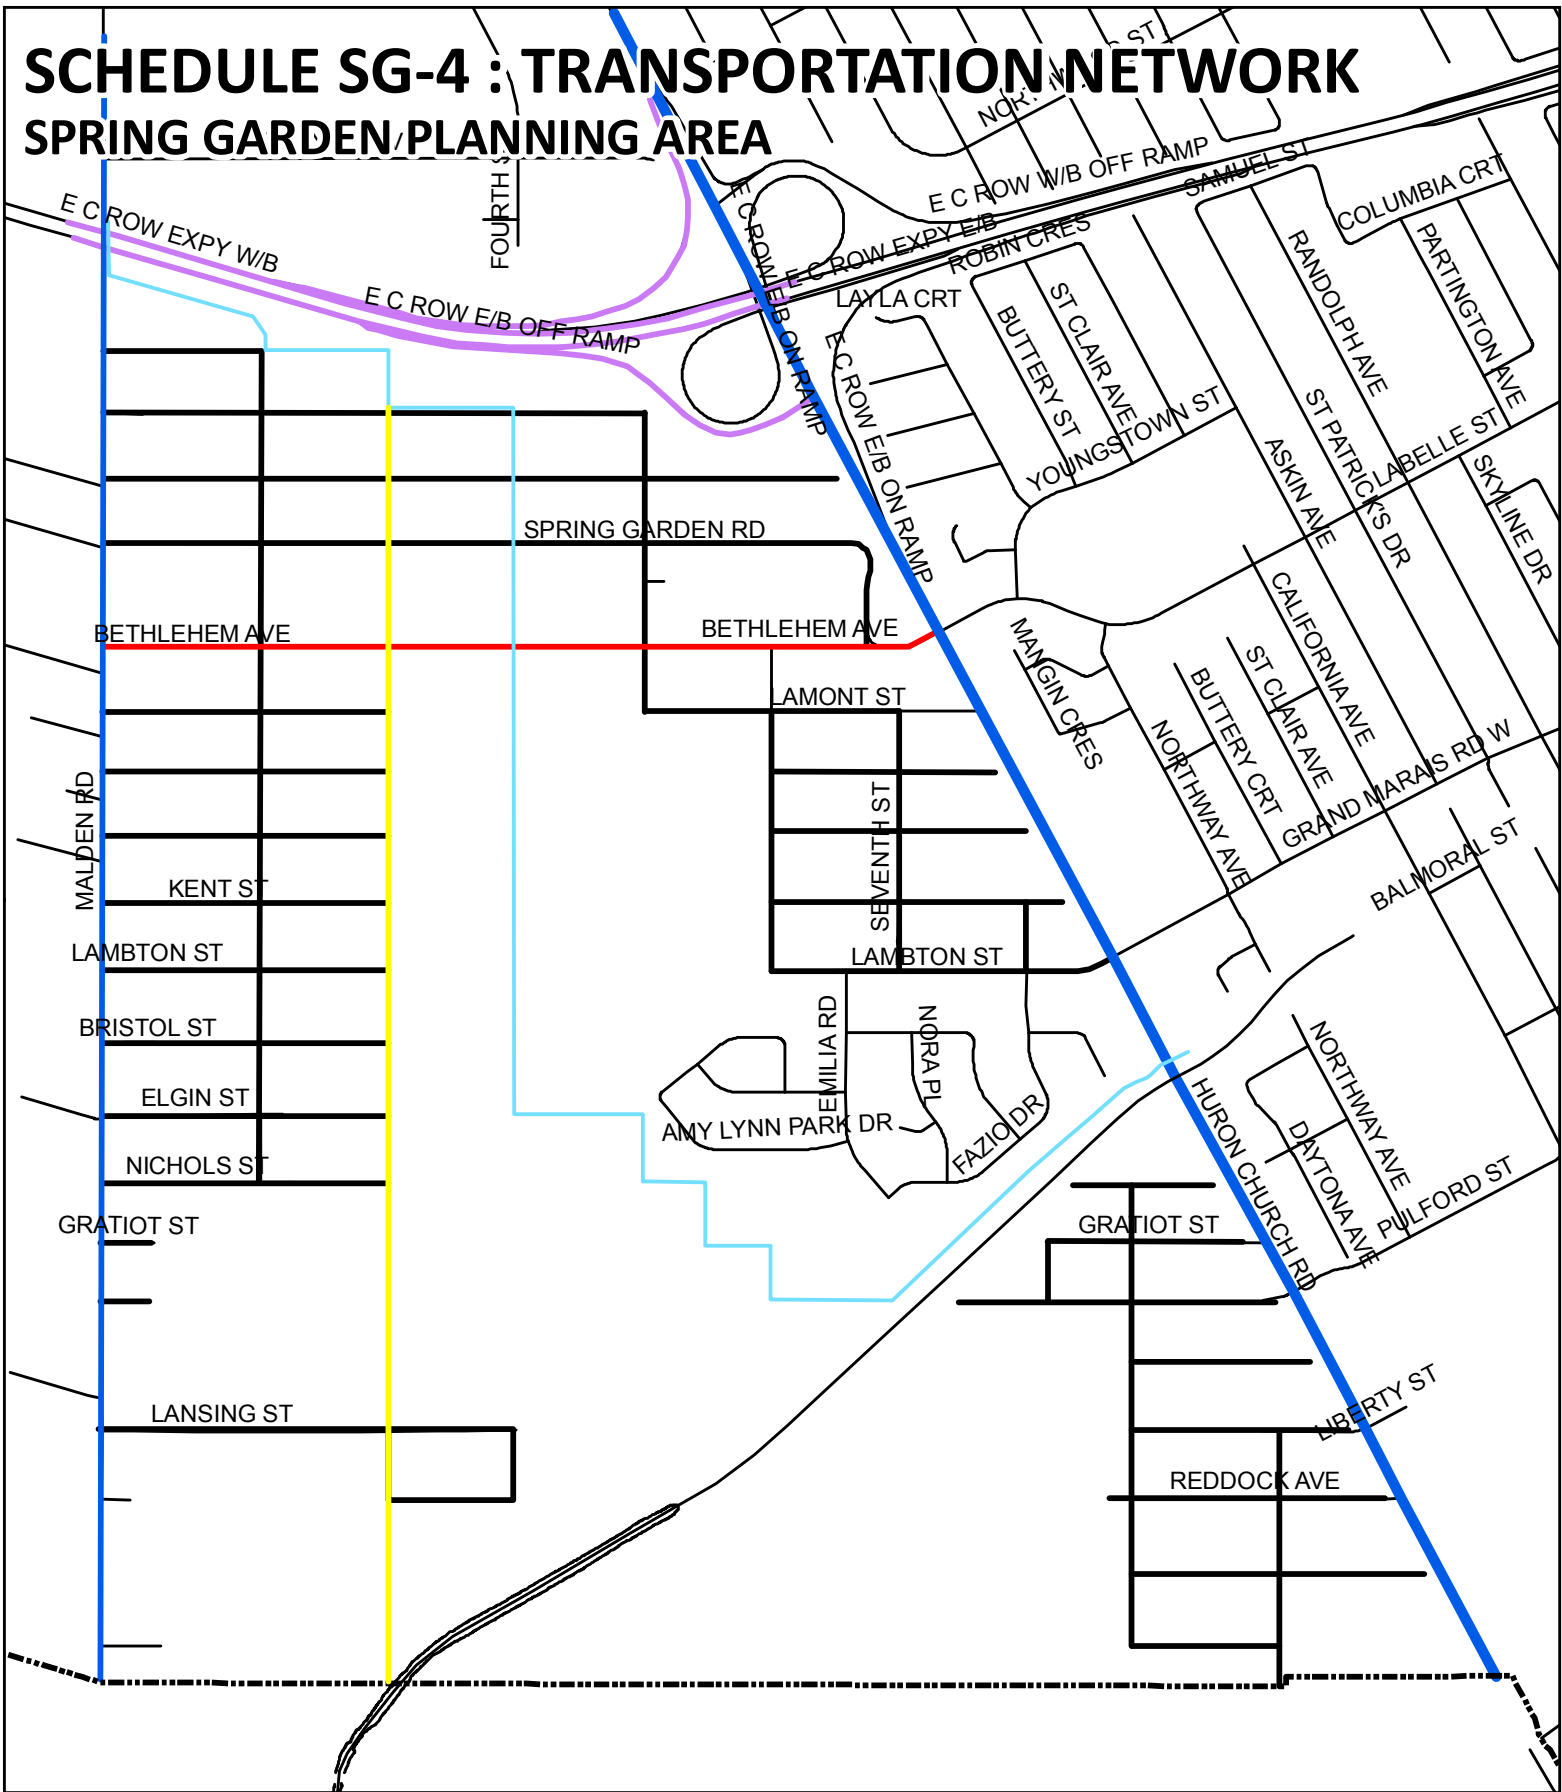 SCHEDULE SG-4 : TRANSPORTATION NETWORK
SPRING GARDEN PLANNING AREA
E C ROW W/B OFF RAMP
SAMUEL ST
COLUMBIA CRT
FOURTH
E C ROW EXPY W/B
E C ROW E/B OFF RAMP
E C ROW E/B ON RAMP
E C ROW EXPY E/B
ROBIN CRES
LAYLA CRT
E C ROW E/B ON RAMP
BUTTERY ST
ST CLAIR AVE
YOUNGSTOWN ST
RANDOLPH AVE
PARTINGTON AVE
ASKIN AVE
ST PATRICK'S DR
LABELLE ST
SKYLINE DR
SPRING GARDEN RD
BETHLEHEM AVE
BETHLEHEM AVE
LAMONT ST
MANGIN CRES
CALIFORNIA AVE
ST CLAIR AVE
BUTTERY CRT
NORTHWAY AVE
GRAND MARAIS RD W
BALMORAL ST
MALDEN RD
SEVENTH ST
KENT ST
LAMBTON ST
LAMBTON ST
BRISTOL ST
EMILIA RD
NORA PL
ELGIN ST
AMY LYNN PARK DR
FAZIO DR
NICHOLS ST
HURON CHURCH RD
NORTHWAY AVE
DAYTONA AVE
PULFORD ST
GRATIOT ST
GRATIOT ST
LANSING ST
LIBERTY ST
REDDOCK AVE